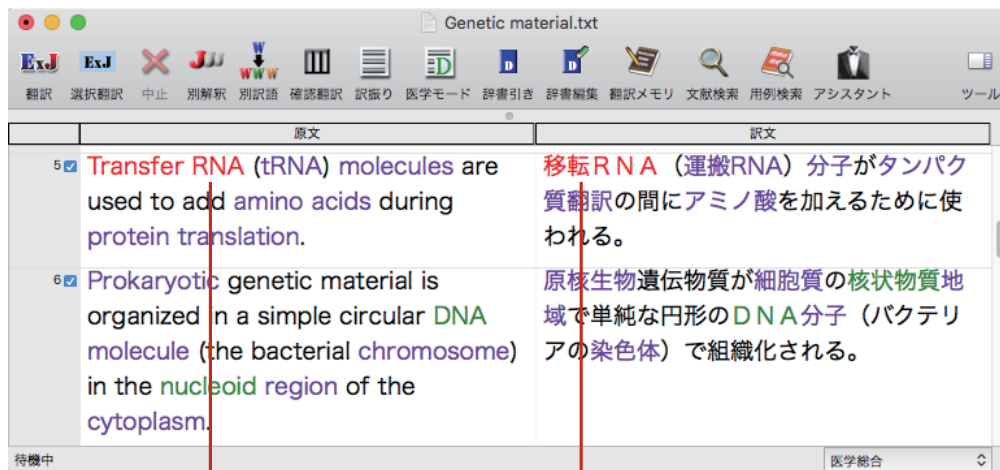 Genetic material.txt
ExJ ExJ
翻訳 選択翻訳 中止 別解釈 別訳語 確認翻訳 訳振り 医学モード 辞書引き 辞書編集 翻訳メモリ 文献検索 用例検索 アシスタント ツール
原文 訳文
5 Transfer RNA (tRNA) molecules are
used to add amino acids during
protein translation.
移転ＲＮＡ（運搬RNA）分子がタンパク
質翻訳の間にアミノ酸を加えるために使
われる。
6 Prokaryotic genetic material is
organized in a simple circular DNA
molecule (the bacterial chromosome)
in the nucleoid region of the
cytoplasm.
原核生物遺伝物質が細胞質の核状物質地
域で単純な円形のＤＮＡ分子（バクテリ
アの染色体）で組織化される。
待機中 医学総合